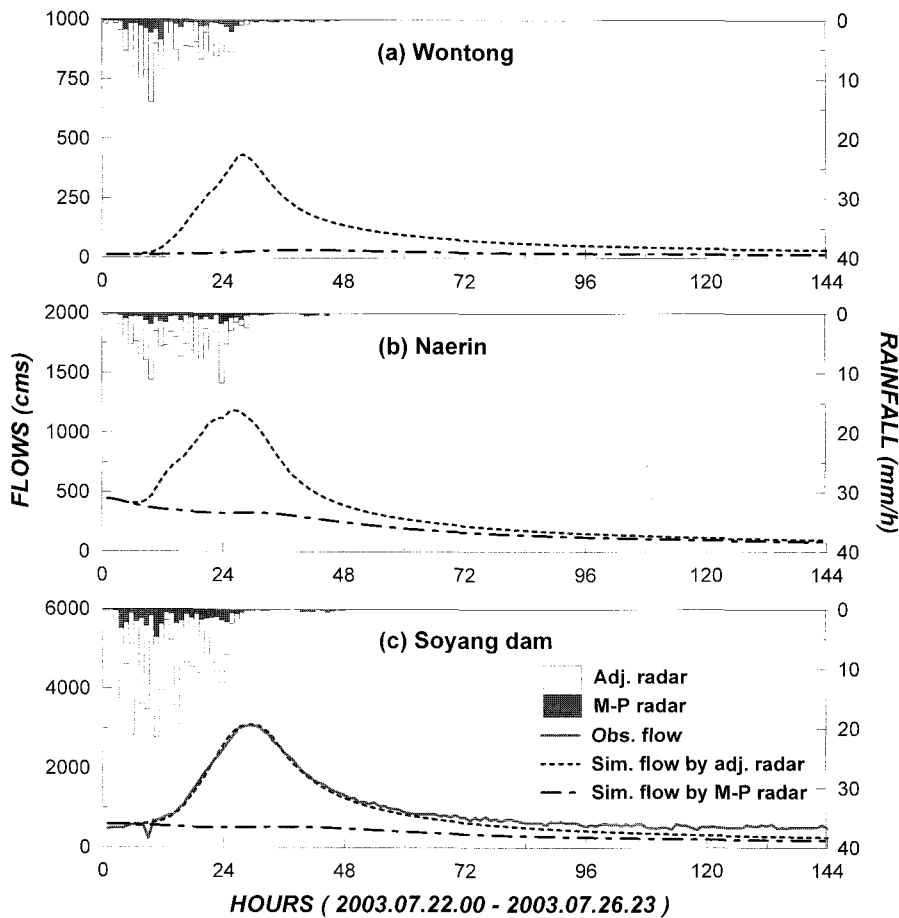 1000
750
500
250
0
0
10
20
30
40
(a) Wontong
0 24 48 72 96 120 144
2000
1500
1000
500
0
0
10
20
30
40
(b) Naerin
0 24 48 72 96 120 144
FLOWS (cms)
RAINFALL (mm/h)
6000
4000
2000
0
0
10
20
30
40
(c) Soyang dam
Adj. radar
M-P radar
Obs. flow
Sim. flow by adj. radar
Sim. flow by M-P radar
0 24 48 72 96 120 144
HOURS ( 2003.07.22.00 - 2003.07.26.23 )